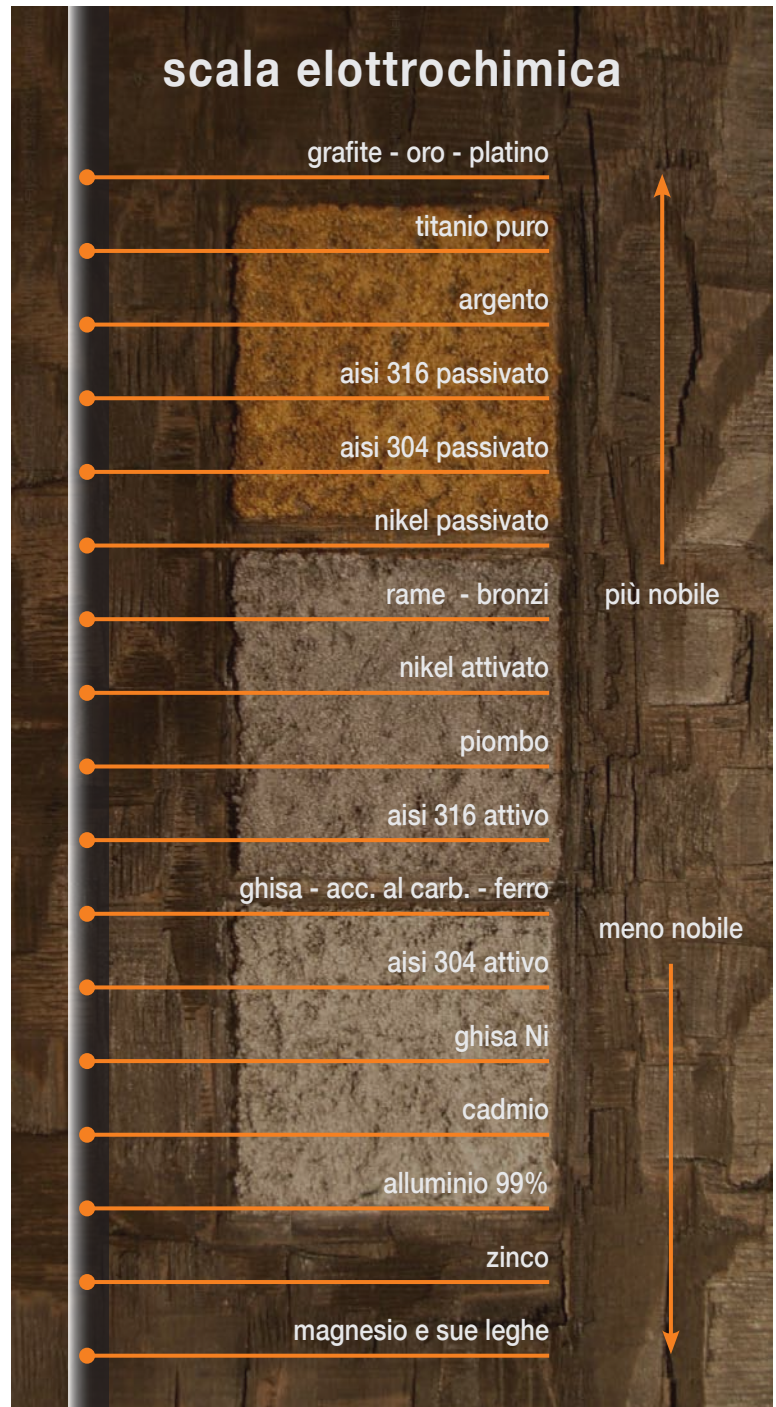 scala elottrochimica
grafite - oro - platino
titanio puro
argento
aisi 316 passivato
aisi 304 passivato
nikel passivato
rame - bronzi
più nobile
nikel attivato
piombo
aisi 316 attivo
ghisa - acc. al carb. - ferro
meno nobile
aisi 304 attivo
ghisa Ni
cadmio
alluminio 99%
zinco
magnesio e sue leghe